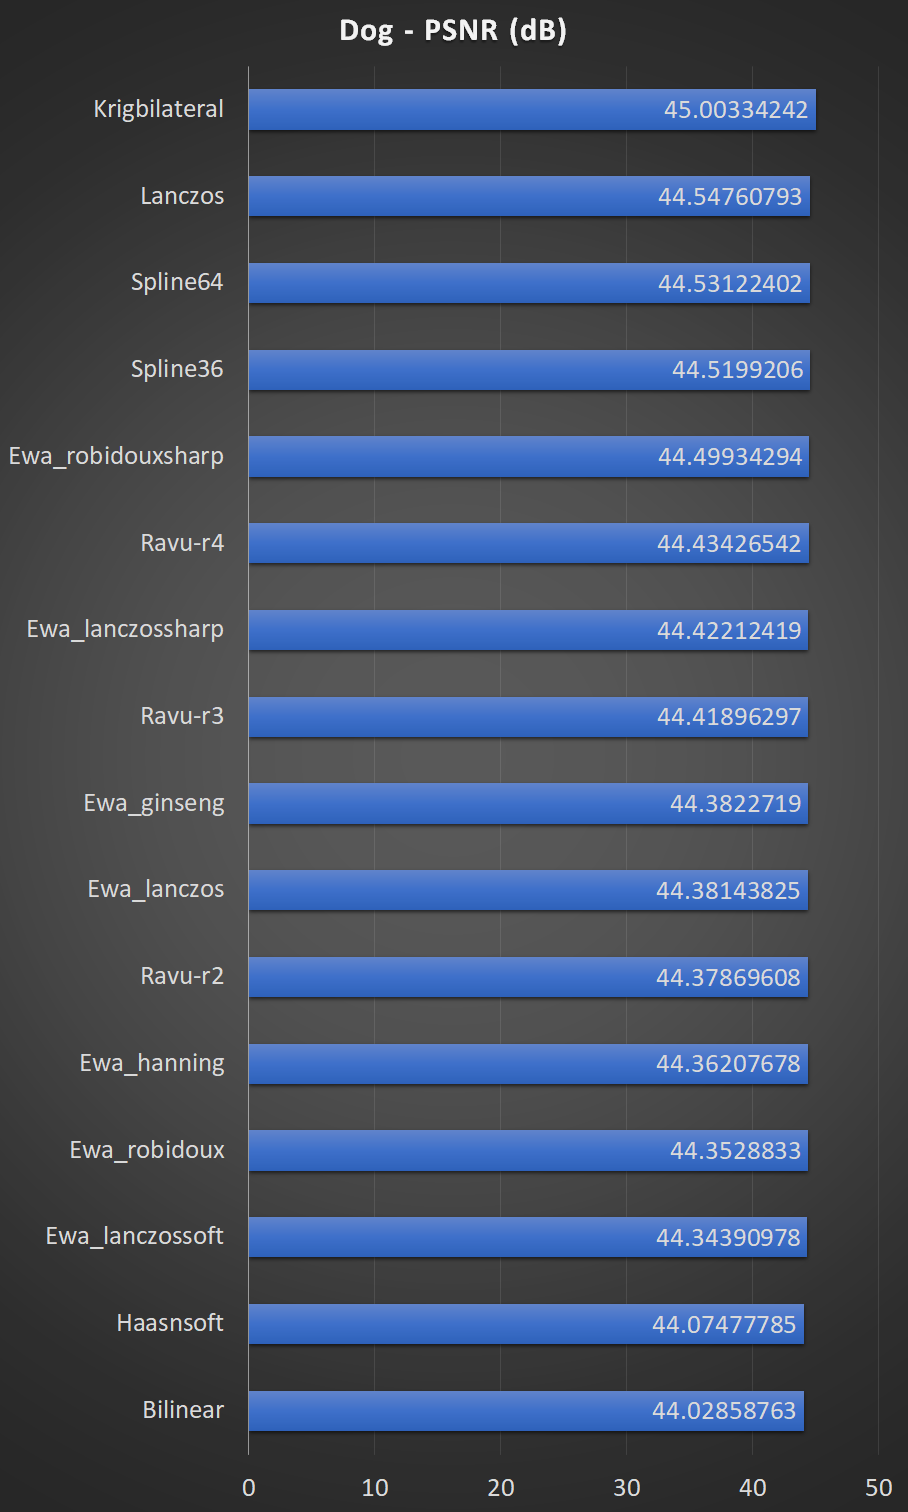 Dog - PSNR (dB)
Krigbilateral 45.00334242
Lanczos 44.54760793
Spline64 44.53122402
Spline36 44.5199206
Ewa_robidouxsharp 44.49934294
Ravu-r4 44.43426542
Ewa_lanczossharp 44.42212419
Ravu-r3 44.41896297
Ewa_ginseng 44.3822719
Ewa_lanczos 44.38143825
Ravu-r2 44.37869608
Ewa_hanning 44.36207678
Ewa_robidoux 44.3528833
Ewa_lanczossoft 44.34390978
Haasnsoft 44.07477785
Bilinear 44.02858763
0 10 20 30 40 50